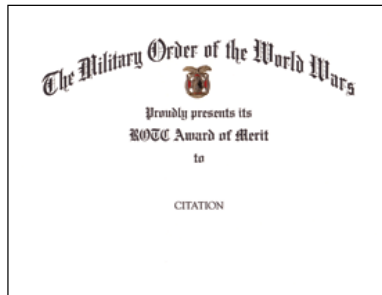 The Military Order of the World Wars
Proudly presents its
ROTC Award of Merit
to
CITATION